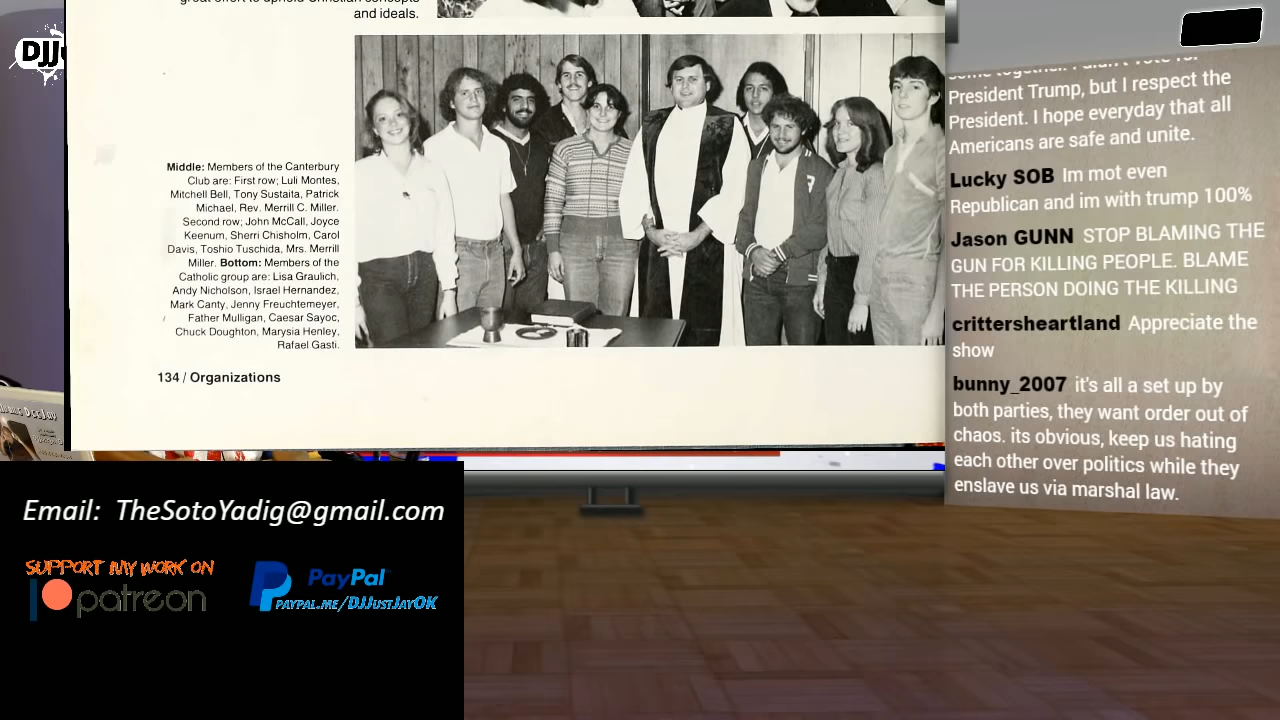 great effort to uphold Christian concepts
and ideals.
Middle: Members of the Canterbury
Club are: First row; Luli Montes,
Mitchell Bell, Tony Sustaita, Patrick
Michael, Rev. Merrill C. Miller.
Second row; John McCall, Joyce
Keenum, Sherri Chisholm, Carol
Davis, Toshio Tuschida, Mrs. Merrill
Miller. Bottom: Members of the
Catholic group are: Lisa Graulich,
Andy Nicholson, Israel Hernandez,
Mark Canty, Jenny Freuchtemeyer,
Father Mulligan, Caesar Sayoc,
Chuck Doughton, Marysia Henley,
Rafael Gasti.
134 / Organizations
President Trump, but I respect the
President. I hope everyday that all
Americans are safe and unite.
Lucky SOB Im mot even
Republican and im with trump 100%
Jason GUNN STOP BLAMING THE
GUN FOR KILLING PEOPLE. BLAME
THE PERSON DOING THE KILLING
crittersheartland Appreciate the
show
bunny_2007 it's all a set up by
both parties, they want order out of
chaos. its obvious, keep us hating
each other over politics while they
enslave us via marshal law.
Email: TheSotoYadig@gmail.com
SUPPORT MY WORK ON
patreon
PayPal
PAYPAL.ME/DJJUSTJAYOK